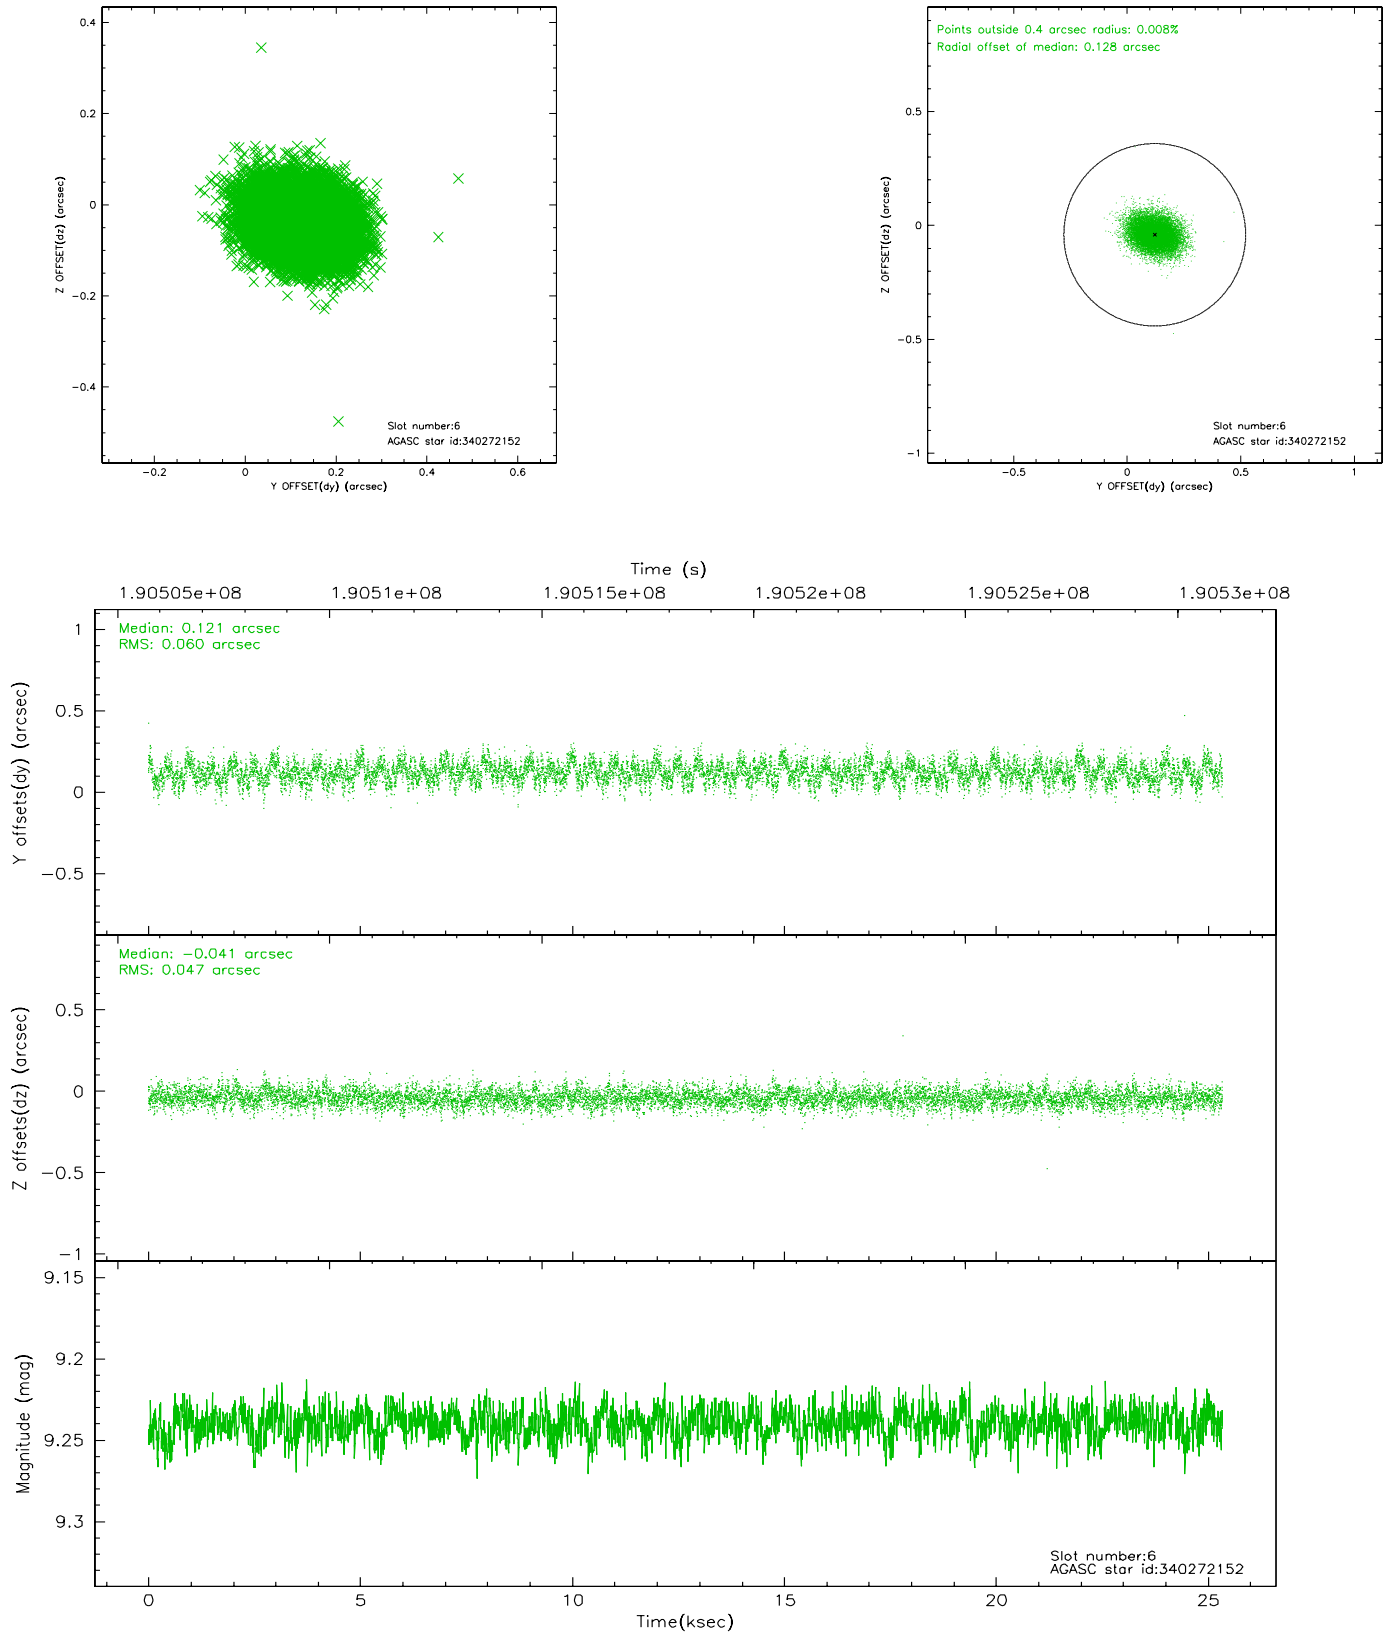 0.4
0.2
0
−0.2
−0.4
Z OFFSET(dz) (arcsec)
Slot number:6
AGASC star id:340272152
−0.2 0 0.2 0.4 0.6
Y OFFSET(dy) (arcsec)
Points outside 0.4 arcsec radius: 0.008%
Radial offset of median: 0.128 arcsec
0.5
0
−0.5
−1
Z OFFSET(dz) (arcsec)
Slot number:6
AGASC star id:340272152
−0.5 0 0.5 1
Y OFFSET(dy) (arcsec)
Time (s)
1.90505e+08 1.9051e+08 1.90515e+08 1.9052e+08 1.90525e+08 1.9053e+08
Median: 0.121 arcsec
RMS: 0.060 arcsec
1
0.5
0
−0.5
Y offsets(dy) (arcsec)
Median: −0.041 arcsec
RMS: 0.047 arcsec
0.5
0
−0.5
−1
Z offsets(dz) (arcsec)
9.15
9.2
9.25
9.3
Magnitude (mag)
Slot number:6
AGASC star id:340272152
0 5 10 15 20 25
Time(ksec)